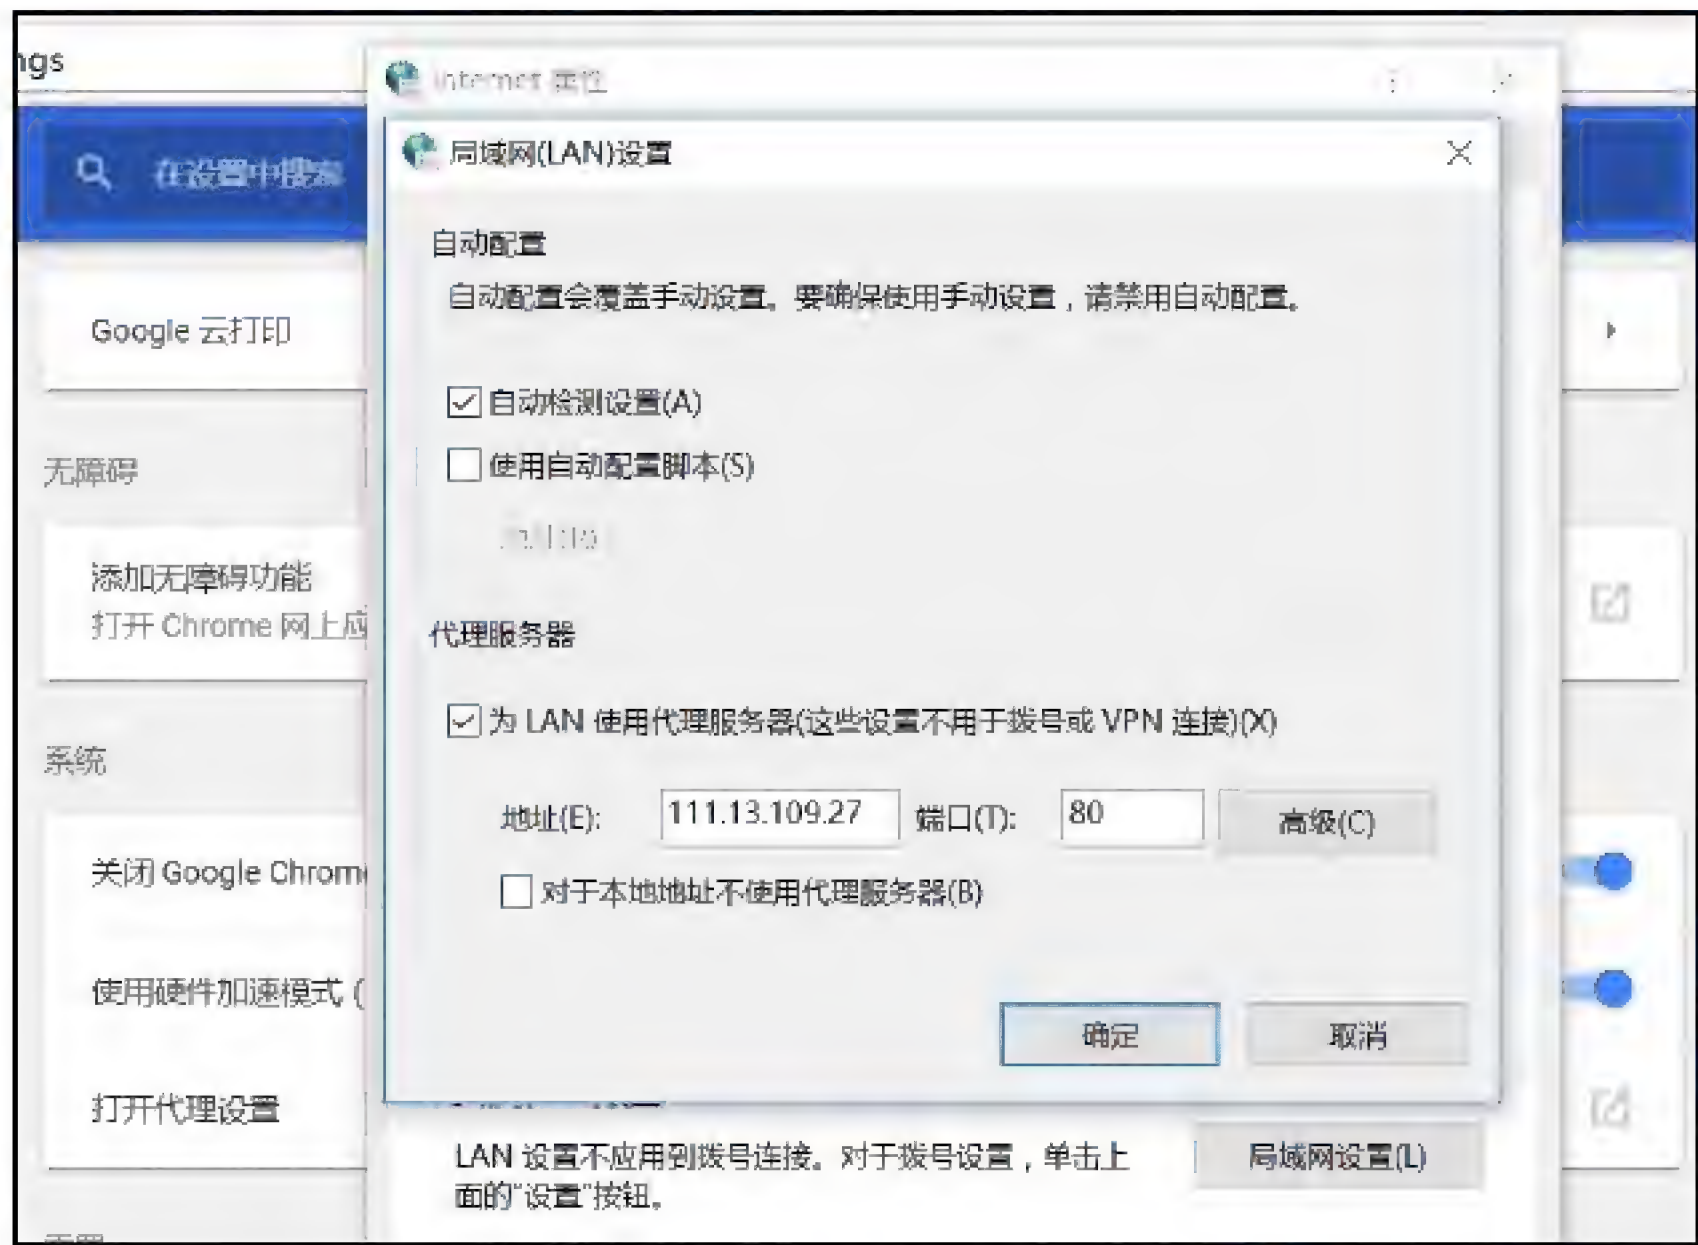 ngs
Internet 属性
在设置中搜索
局域网(LAN)设置
自动配置
自动配置会覆盖手动设置。要确保使用手动设置，请禁用自动配置。
Google 云打印
自动检测设置(A)
使用自动配置脚本(S)
无障碍
添加无障碍功能
打开 Chrome 网上应
代理服务器
为 LAN 使用代理服务器(这些设置不用于拨号或 VPN 连接)(X)
系统
地址(E): 111.13.109.27 端口(T): 80 高级(C)
关闭 Google Chrom
对于本地地址不使用代理服务器(B)
使用硬件加速模式 (
确定 取消
打开代理设置
LAN 设置不应用到拨号连接。对于拨号设置，单击上
面的"设置"按钮。
局域网设置(L)